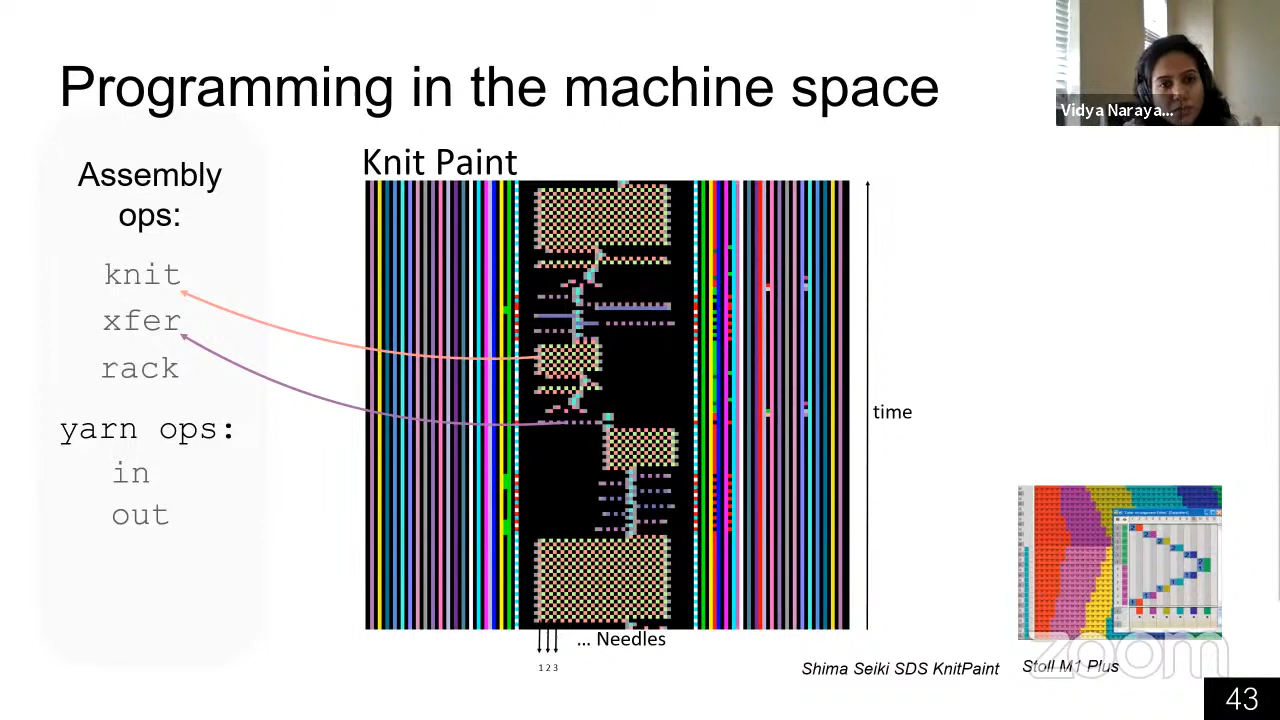 Programming in the machine space
Vidya Naraya...
Assembly
ops:
knit
xfer
rack
yarn ops:
in
out
Knit Paint
time
... Needles
1 2 3
Shima Seiki SDS KnitPaint
Stoll M1 Plus
zoom
43